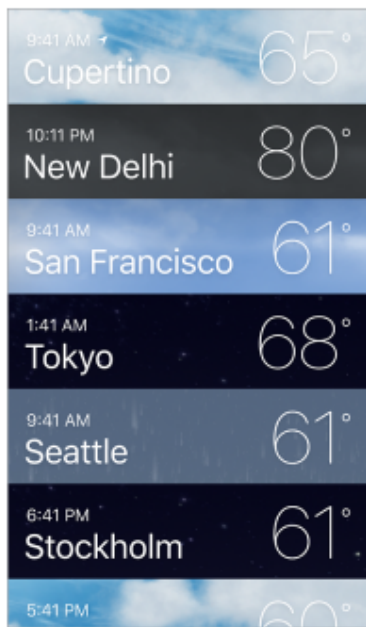 9:41 AM
Cupertino
65°
10:11 PM
New Delhi
80°
9:41 AM
San Francisco
61°
1:41 AM
Tokyo
68°
9:41 AM
Seattle
61°
6:41 PM
Stockholm
61°
5:41 PM
60°